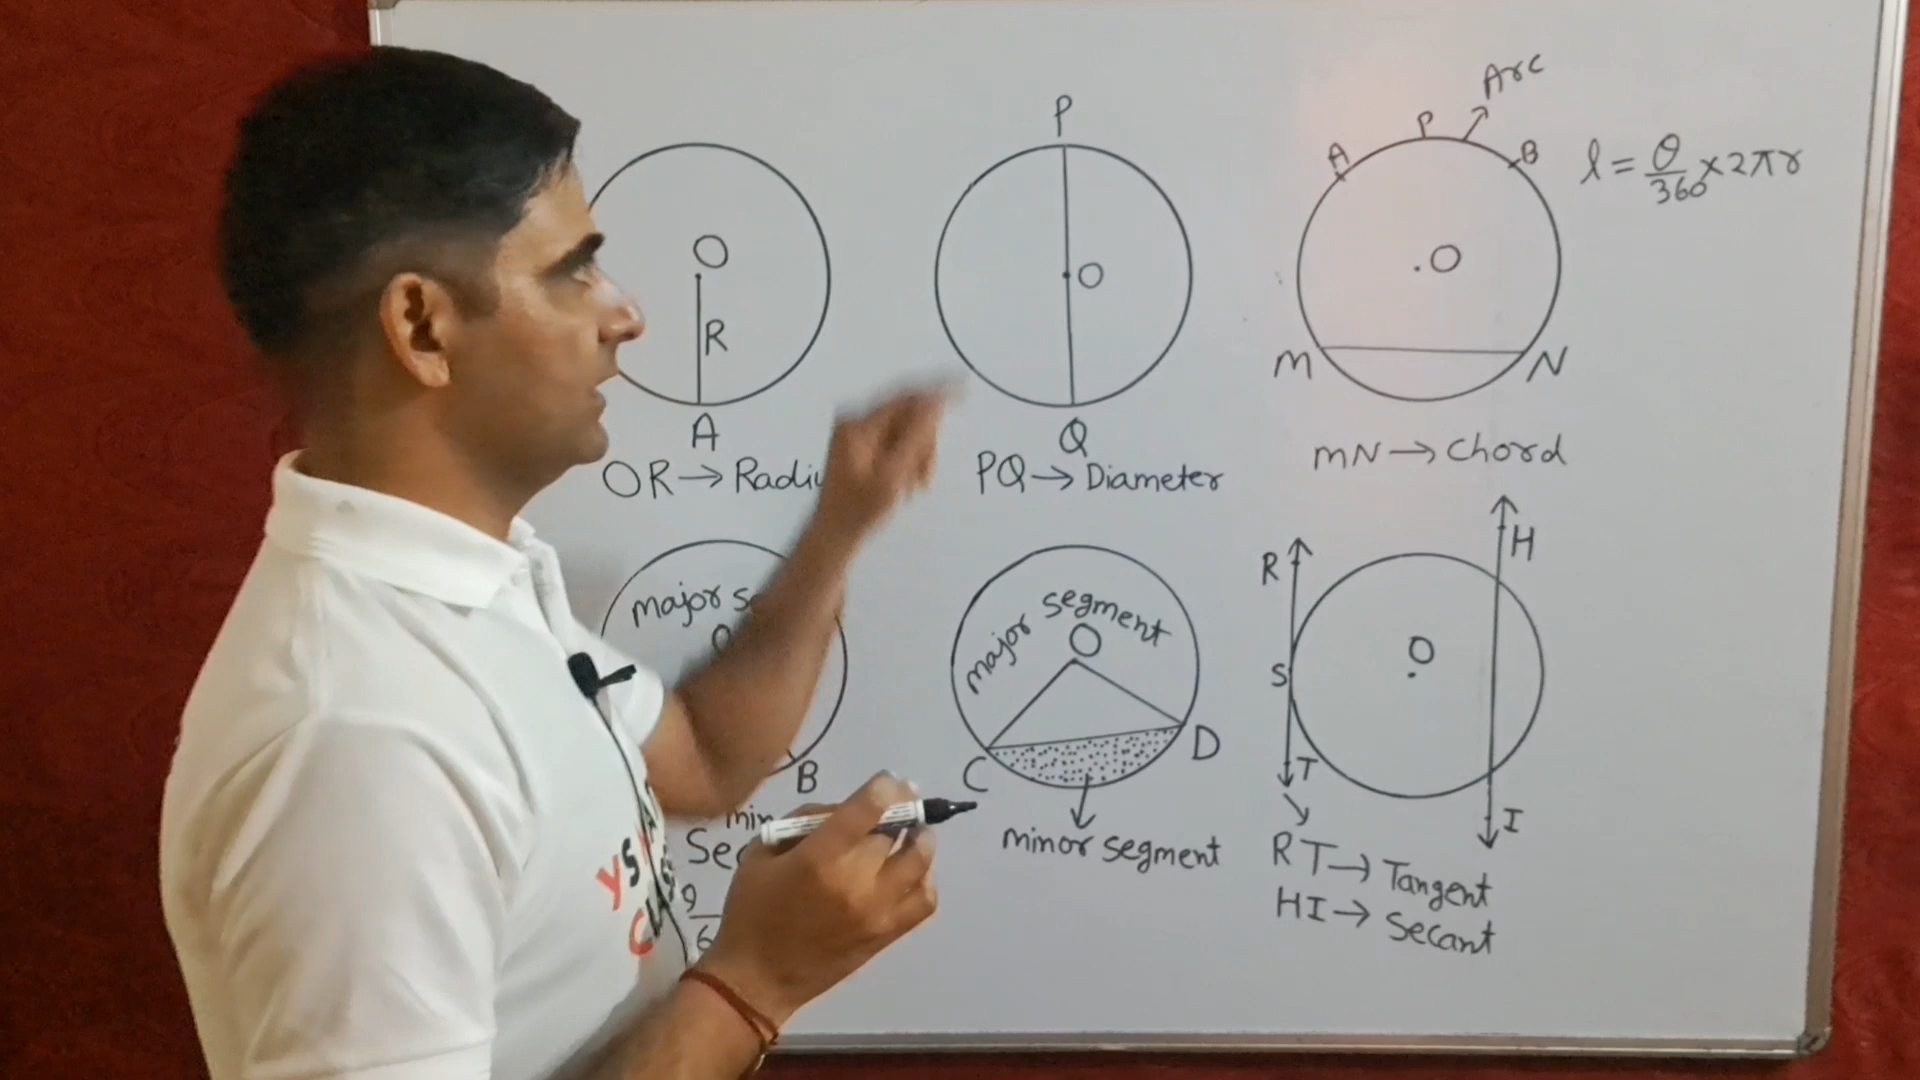 Arc
P
A P B
l = θ/360 × 2πr
O
O
.O
R
M N
A
Q
OR → Radiu
PQ → Diameter
MN → Chord
R H
major s
major segment
O
O
S
B
C D
T
I
min
Sec
minor segment
RT → Tangent
HI → Secant
YS